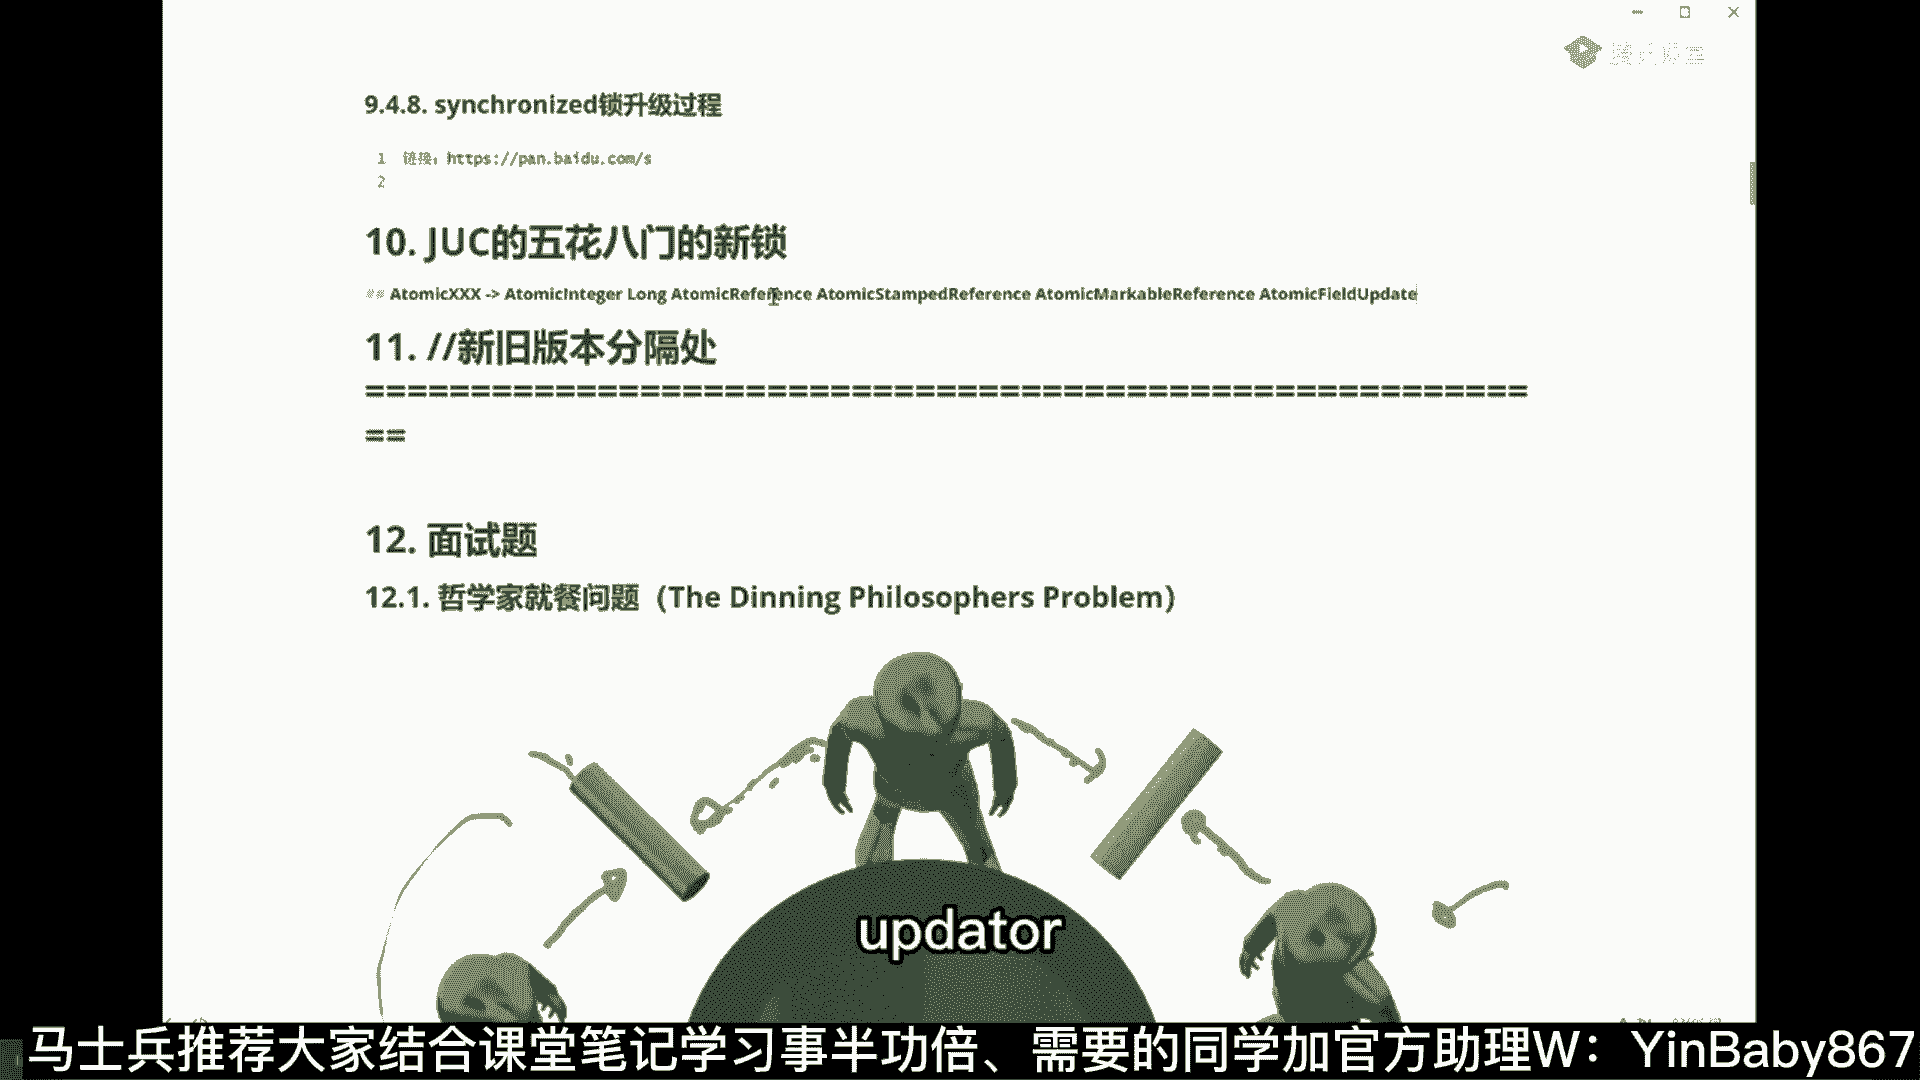 9.4.8. synchronized锁升级过程
1 链接：https://pan.baidu.com/s
2
10. JUC的五花八门的新锁
## AtomicXXX -> AtomicInteger Long AtomicReference AtomicStampedReference AtomicMarkableReference AtomicFieldUpdate
11. //新旧版本分隔处
=======================================================
==
12. 面试题
12.1. 哲学家就餐问题（The Dinning Philosophers Problem）
updator
马士兵推荐大家结合课堂笔记学习事半功倍、需要的同学加官方助理W：YinBaby867